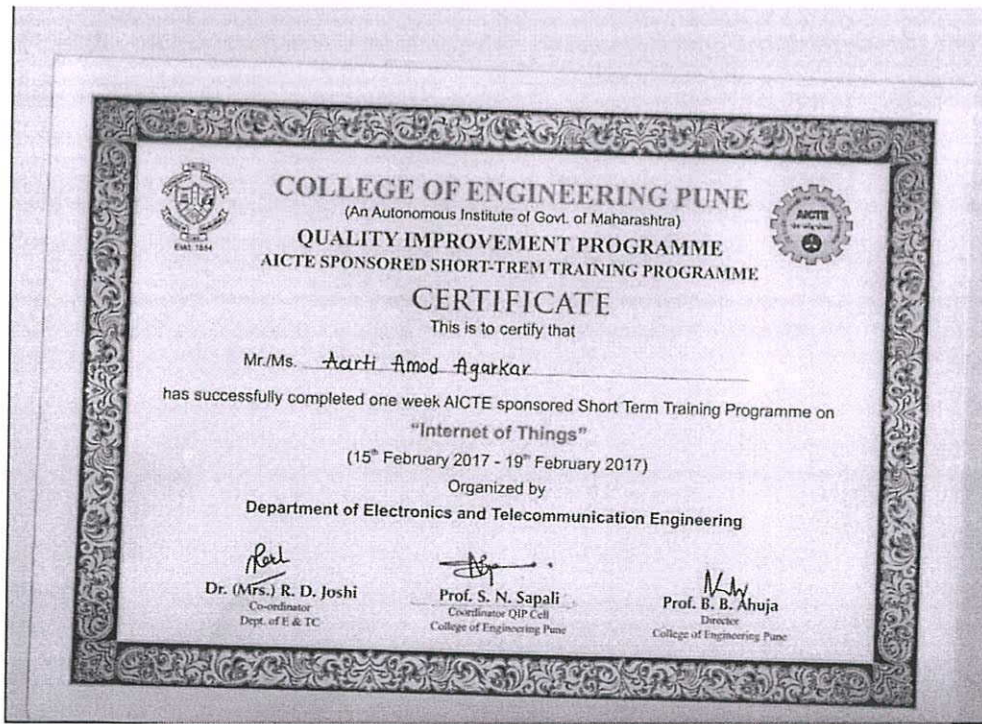 COLLEGE OF ENGINEERING PUNE
(An Autonomous Institute of Govt. of Maharashtra)
QUALITY IMPROVEMENT PROGRAMME
AICTE SPONSORED SHORT-TREM TRAINING PROGRAMME
CERTIFICATE
This is to certify that
Mr./Ms. Aarti Amod Agarkar
has successfully completed one week AICTE sponsored Short Term Training Programme on
"Internet of Things"
(15th February 2017 - 19th February 2017)
Organized by
Department of Electronics and Telecommunication Engineering
Dr. (Mrs.) R. D. Joshi
Co-ordinator
Dept. of E & TC
Prof. S. N. Sapali
Coordinator QIP Cell
College of Engineering Pune
Prof. B. B. Ahuja
Director
College of Engineering Pune
Estd. 1854
AICTE